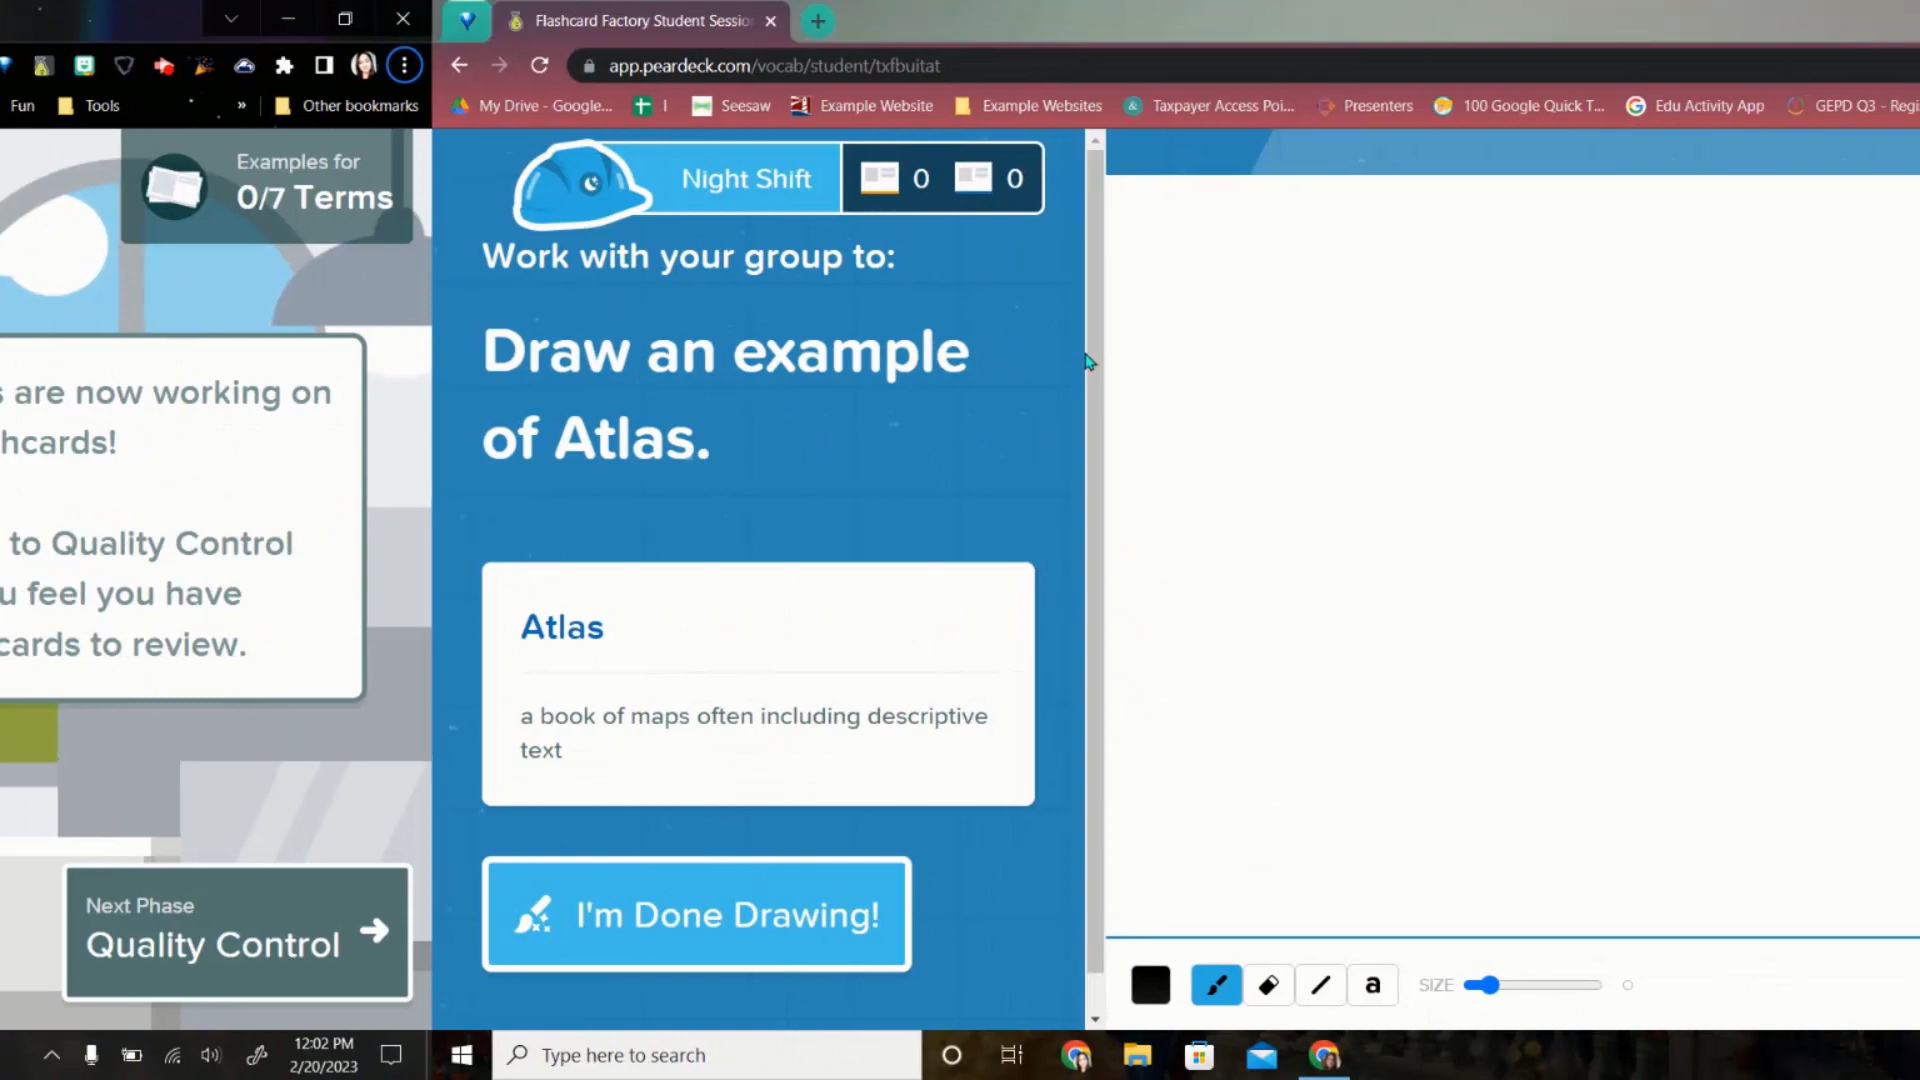 Flashcard Factory Student Sessio
app.peardeck.com/vocab/student/txfbuitat
Fun
Tools
»
Other bookmarks
My Drive - Google...
I
Seesaw
Example Website
Example Websites
Taxpayer Access Poi...
Presenters
100 Google Quick T...
Edu Activity App
GEPD Q3 - Regi
Examples for
0/7 Terms
s are now working on
hcards!
to Quality Control
u feel you have
cards to review.
Next Phase
Quality Control
Night Shift
0
0
Work with your group to:
Draw an example
of Atlas.
Atlas
a book of maps often including descriptive
text
I'm Done Drawing!
a
SIZE
12:02 PM
2/20/2023
Type here to search